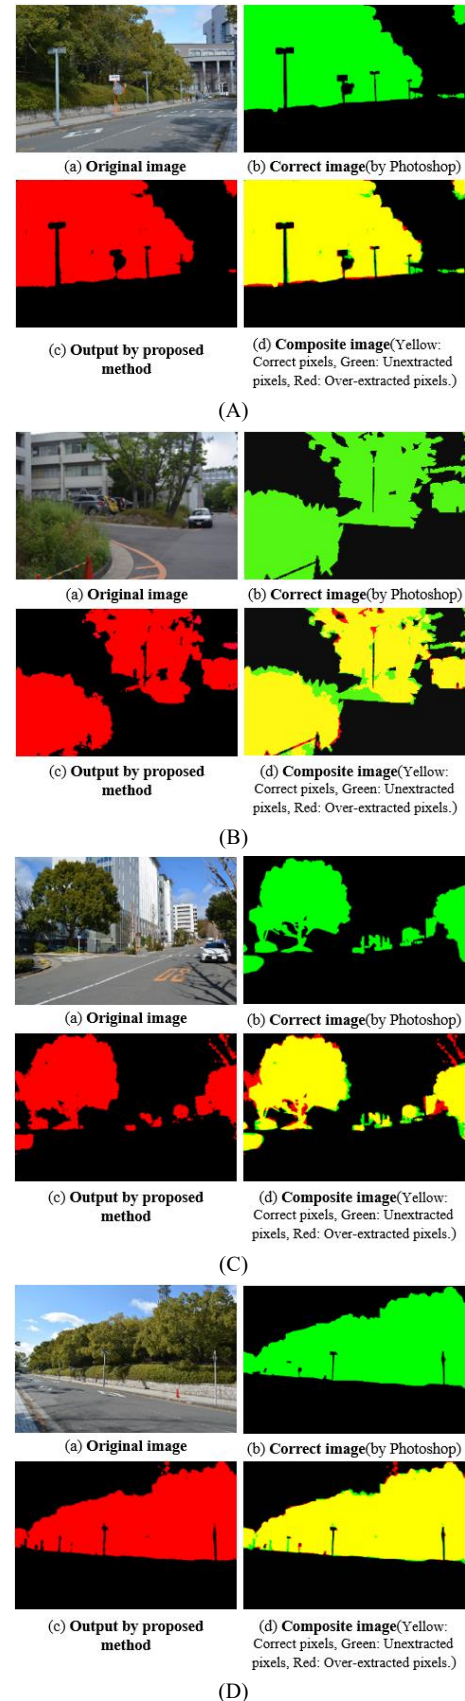 (a) Original image
(b) Correct image(by Photoshop)
(c) Output by proposed
method
(d) Composite image(Yellow:
Correct pixels, Green: Unextracted
pixels, Red: Over-extracted pixels.)
(A)
(a) Original image
(b) Correct image(by Photoshop)
(c) Output by proposed
method
(d) Composite image(Yellow:
Correct pixels, Green: Unextracted
pixels, Red: Over-extracted pixels.)
(B)
(a) Original image
(b) Correct image(by Photoshop)
(c) Output by proposed
method
(d) Composite image(Yellow:
Correct pixels, Green: Unextracted
pixels, Red: Over-extracted pixels.)
(C)
(a) Original image
(b) Correct image(by Photoshop)
(c) Output by proposed
method
(d) Composite image(Yellow:
Correct pixels, Green: Unextracted
pixels, Red: Over-extracted pixels.)
(D)